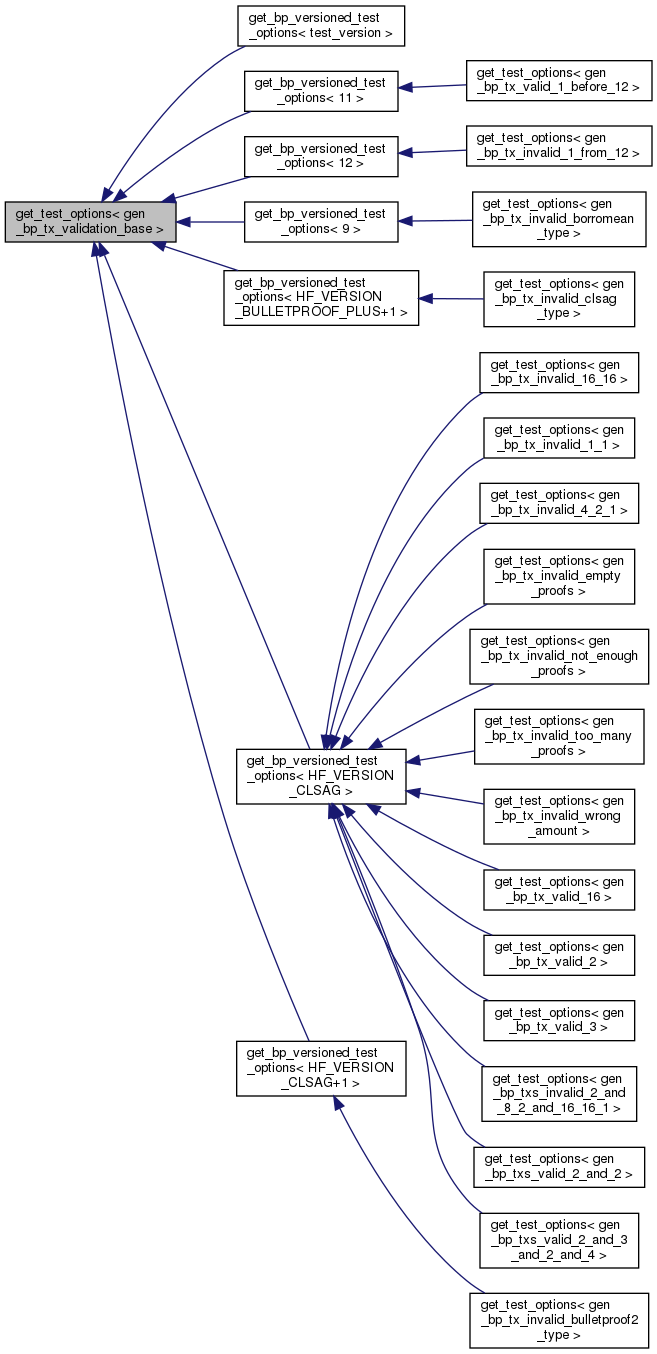 get_test_options< gen
_bp_tx_validation_base >
get_bp_versioned_test
_options< test_version >
get_bp_versioned_test
_options< 11 >
get_test_options< gen
_bp_tx_valid_1_before_12 >
get_bp_versioned_test
_options< 12 >
get_test_options< gen
_bp_tx_invalid_1_from_12 >
get_bp_versioned_test
_options< 9 >
get_test_options< gen
_bp_tx_invalid_borromean
_type >
get_bp_versioned_test
_options< HF_VERSION
_BULLETPROOF_PLUS+1 >
get_test_options< gen
_bp_tx_invalid_clsag
_type >
get_bp_versioned_test
_options< HF_VERSION
_CLSAG >
get_test_options< gen
_bp_tx_invalid_16_16 >
get_test_options< gen
_bp_tx_invalid_1_1 >
get_test_options< gen
_bp_tx_invalid_4_2_1 >
get_test_options< gen
_bp_tx_invalid_empty
_proofs >
get_test_options< gen
_bp_tx_invalid_not_enough
_proofs >
get_test_options< gen
_bp_tx_invalid_too_many
_proofs >
get_test_options< gen
_bp_tx_invalid_wrong
_amount >
get_test_options< gen
_bp_tx_valid_16 >
get_test_options< gen
_bp_tx_valid_2 >
get_test_options< gen
_bp_tx_valid_3 >
get_test_options< gen
_bp_txs_invalid_2_and
_8_2_and_16_16_1 >
get_test_options< gen
_bp_txs_valid_2_and_2 >
get_test_options< gen
_bp_txs_valid_2_and_3
_and_2_and_4 >
get_bp_versioned_test
_options< HF_VERSION
_CLSAG+1 >
get_test_options< gen
_bp_tx_invalid_bulletproof2
_type >